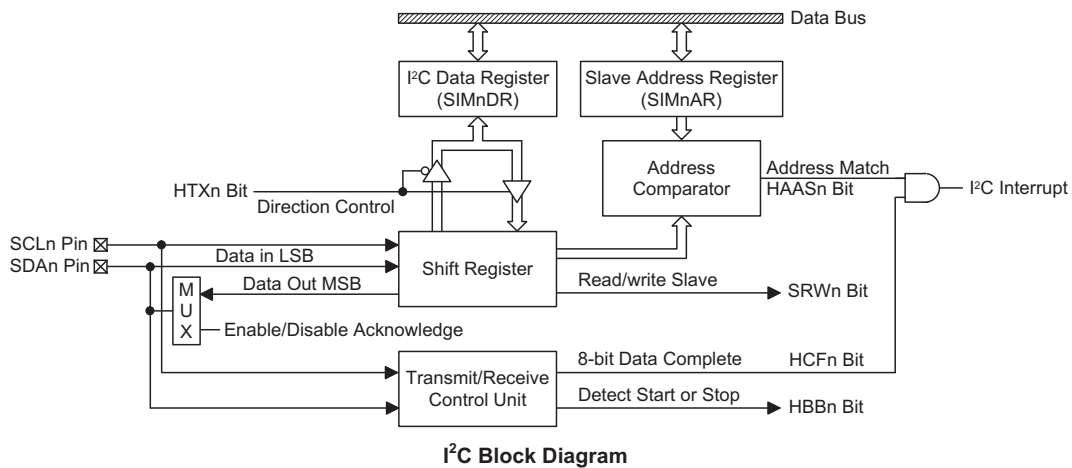 Data Bus
I²C Data Register
(SIMnDR)
Slave Address Register
(SIMnAR)
HTXn Bit
Direction Control
Address
Comparator
Address Match
HAASn Bit
I²C Interrupt
SCLn Pin
SDAn Pin
Data in LSB
Shift Register
Data Out MSB
Read/write Slave
SRWn Bit
M
U
X
Enable/Disable Acknowledge
Transmit/Receive
Control Unit
8-bit Data Complete
HCFn Bit
Detect Start or Stop
HBBn Bit
I²C Block Diagram